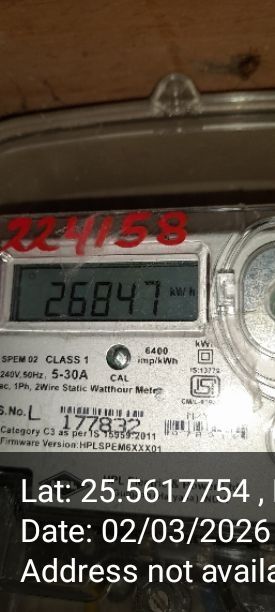 224158
26847 kWh
SPEM 02 CLASS 1
6400
imp/kWh
240V,50Hz, 5-30A
CAL
ac, 1Ph, 2Wire Static Watthour Meter
S.No. L
177832
Category C3 as per IS 15959:2011
Firmware Version:HPLSPEM6XXX01
Lat: 25.5617754 ,
Date: 02/03/2026
Address not availa